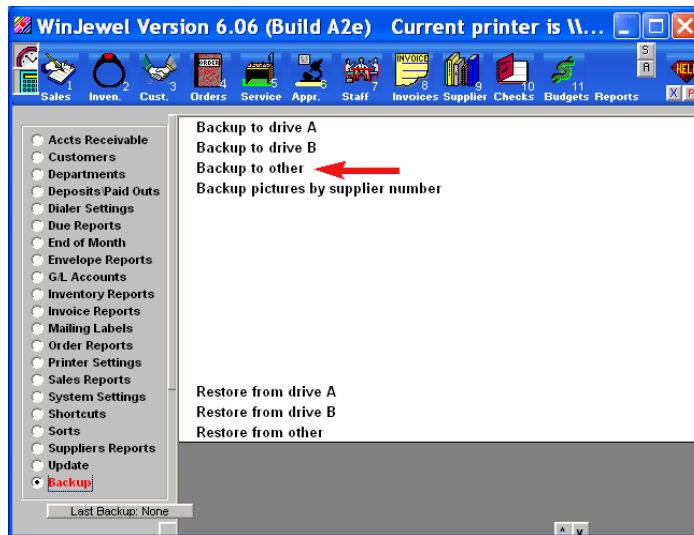 WinJewel Version 6.06 (Build A2e) Current printer is \\...
S
R
INVOICE
ORDER
HELP
1 2 3 4 5 6 7 8 9 10 11
Sales Inven. Cust. Orders Service Appr. Staff Invoices Supplier Checks Budgets Reports
X P
Accts Receivable
Customers
Departments
Deposits\Paid Outs
Dialer Settings
Due Reports
End of Month
Envelope Reports
G/L Accounts
Inventory Reports
Invoice Reports
Mailing Labels
Order Reports
Printer Settings
Sales Reports
System Settings
Shortcuts
Sorts
Suppliers Reports
Update
Backup
Last Backup: None
Backup to drive A
Backup to drive B
Backup to other
Backup pictures by supplier number
Restore from drive A
Restore from drive B
Restore from other